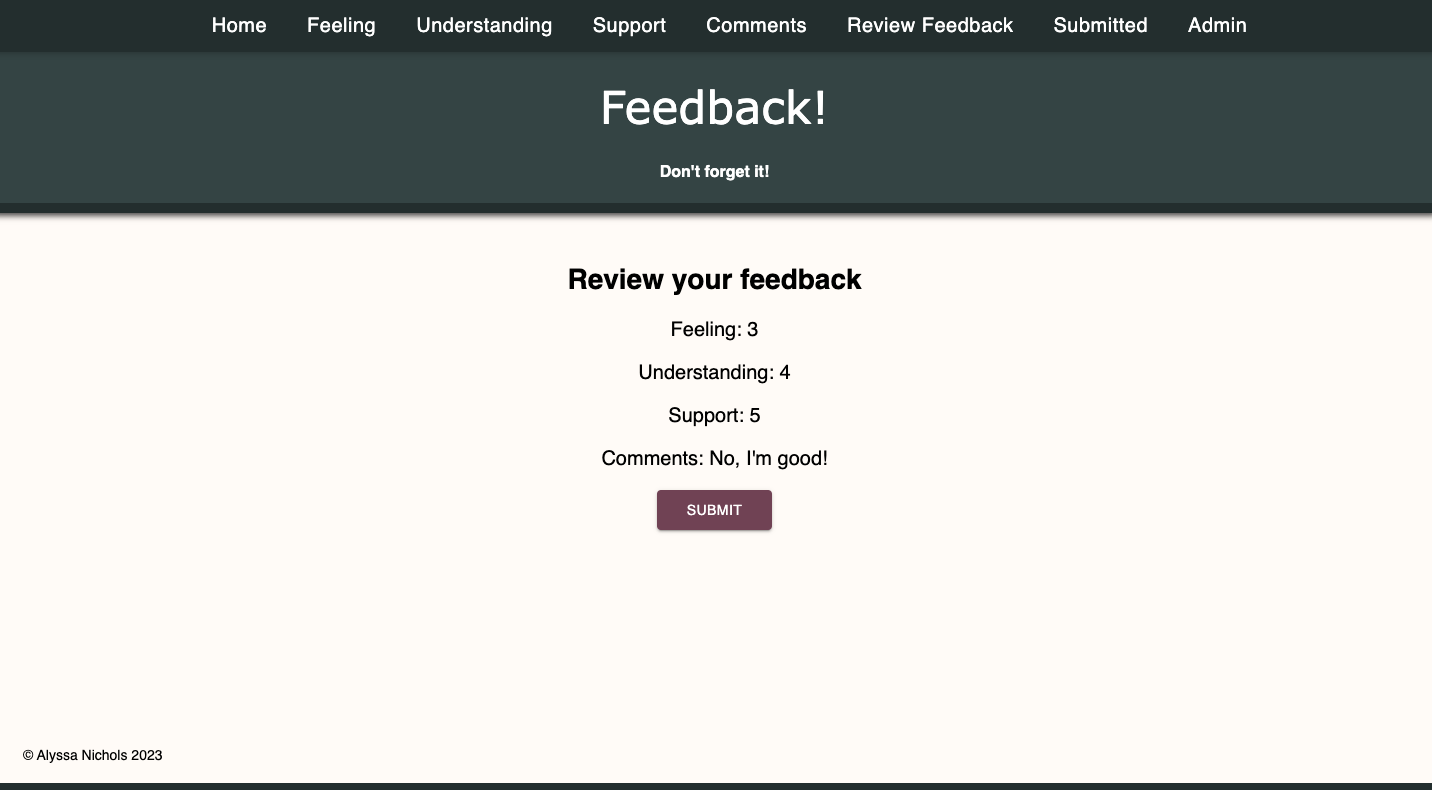 Home Feeling Understanding Support Comments Review Feedback Submitted Admin
Feedback!
Don't forget it!
Review your feedback
Feeling: 3
Understanding: 4
Support: 5
Comments: No, I'm good!
SUBMIT
© Alyssa Nichols 2023